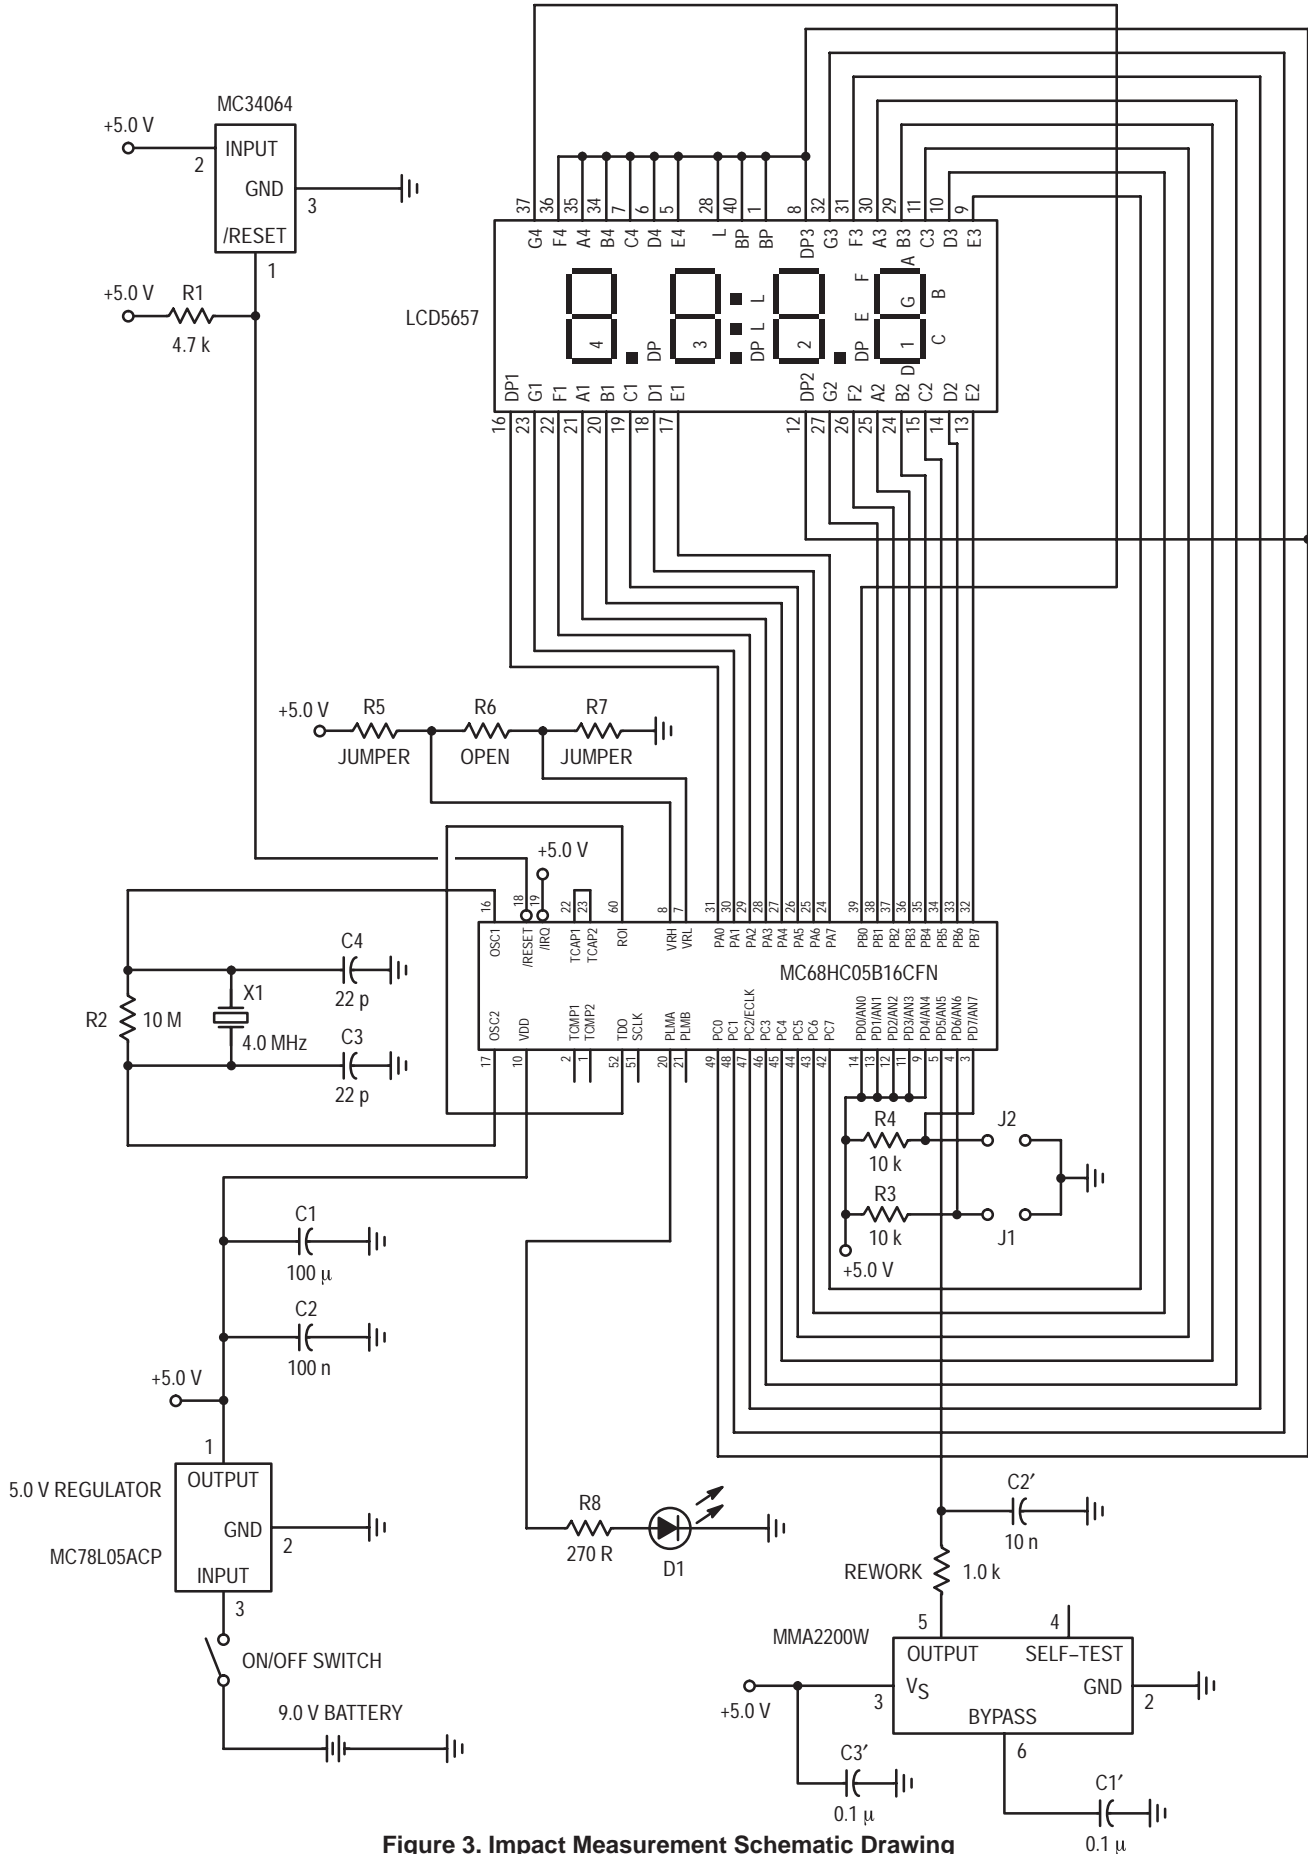 MC34064
+5.0 V
2
INPUT
GND
3
/RESET
1
+5.0 V
R1
4.7 k
37 36 35 34 7 6 5 28 40 1 8 32 31 30 29 11 10 9
G4 F4 A4 B4 C4 D4 E4 L BP BP DP3 G3 F3 A3 B3 C3 D3 E3
LCD5657
4 DP 3 L L DP 2 DP 1
A B C D E F G
DP1 G1 F1 A1 B1 C1 D1 E1 DP2 G2 F2 A2 B2 C2 D2 E2
16 23 22 21 20 19 18 17 12 27 26 25 24 15 14 13
+5.0 V
R5
JUMPER
R6
OPEN
R7
JUMPER
+5.0 V
16 18 19 22 23 60 8 7 31 30 29 28 27 26 25 24 39 38 37 36 35 34 33 32
OSC1 /RESET /IRQ TCAP1 TCAP2 ROI VRH VRL PA0 PA1 PA2 PA3 PA4 PA5 PA6 PA7 PB0 PB1 PB2 PB3 PB4 PB5 PB6 PB7
MC68HC05B16CFN
OSC2 VDD TCMP1 TCMP2 TDO SCLK PLMA PLMB PC0 PC1 PC2/ECLK PC3 PC4 PC5 PC6 PC7 PD0/AN0 PD1/AN1 PD2/AN2 PD3/AN3 PD4/AN4 PD5/AN5 PD6/AN6 PD7/AN7
17 10 2 1 52 51 20 21 49 48 47 46 45 44 43 42 14 13 12 11 9 5 4 3
C4
22 p
X1
R2
10 M
4.0 MHz
C3
22 p
R4
10 k
J2
R3
10 k
J1
+5.0 V
C1
100 µ
C2
100 n
+5.0 V
1
5.0 V REGULATOR
OUTPUT
GND
2
MC78L05ACP
INPUT
3
ON/OFF SWITCH
9.0 V BATTERY
R8
270 R
D1
C2′
10 n
REWORK
1.0 k
5
4
MMA2200W
OUTPUT
SELF–TEST
VS
3
GND
2
+5.0 V
BYPASS
6
C3′
0.1 µ
C1′
0.1 µ
Figure 3. Impact Measurement Schematic Drawing